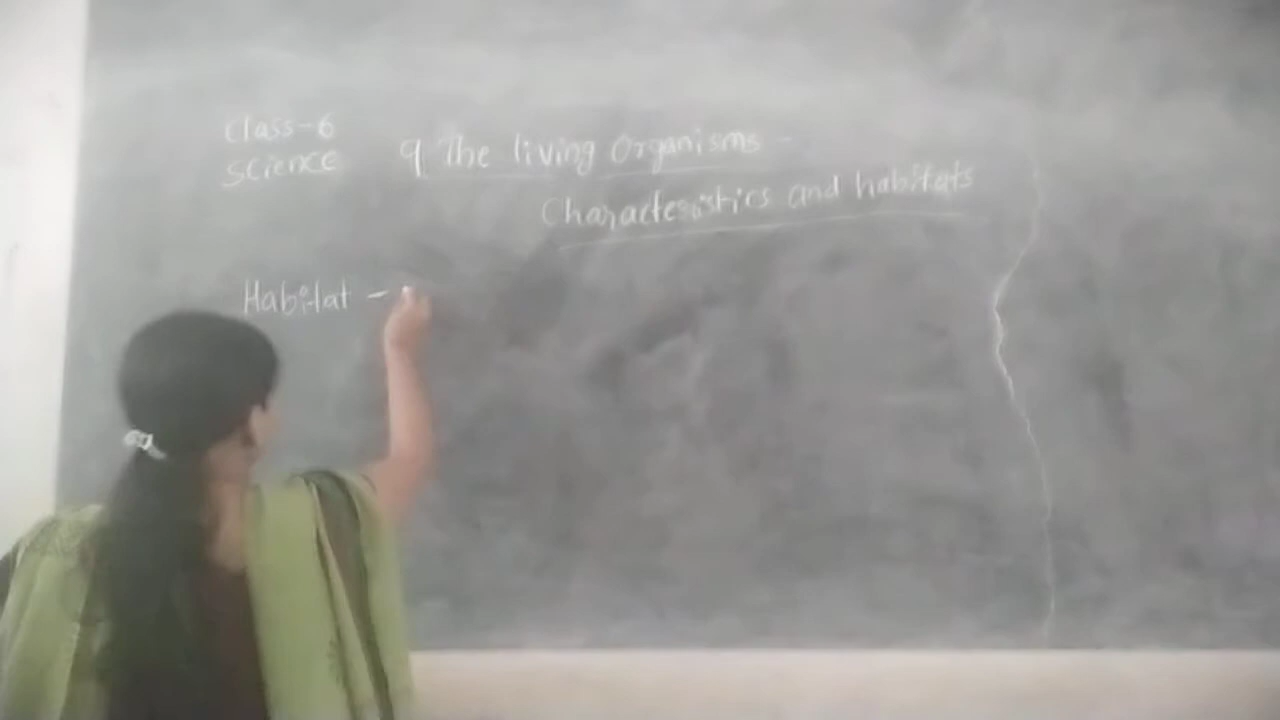 Class-6
Science
9. The living Organisms -
Characteristics and habitats
Habitat -